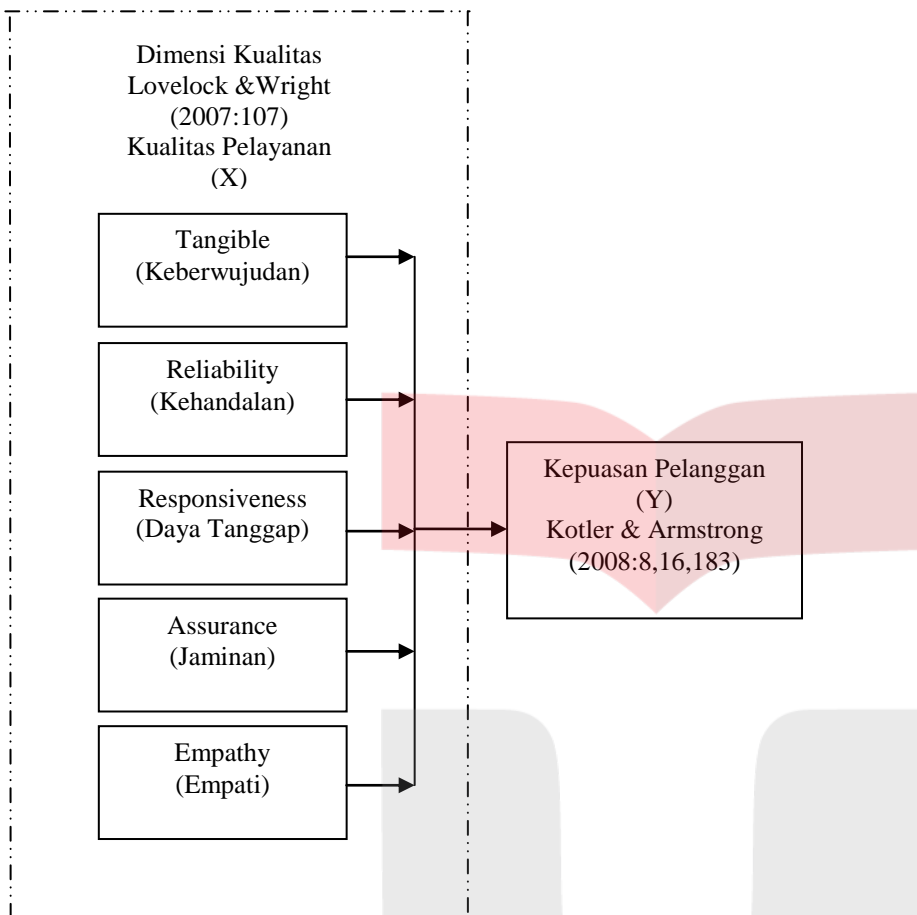 Dimensi Kualitas
Lovelock &Wright
(2007:107)
Kualitas Pelayanan
(X)
Tangible
(Keberwujudan)
Reliability
(Kehandalan)
Responsiveness
(Daya Tanggap)
Assurance
(Jaminan)
Empathy
(Empati)
Kepuasan Pelanggan
(Y)
Kotler & Armstrong
(2008:8,16,183)